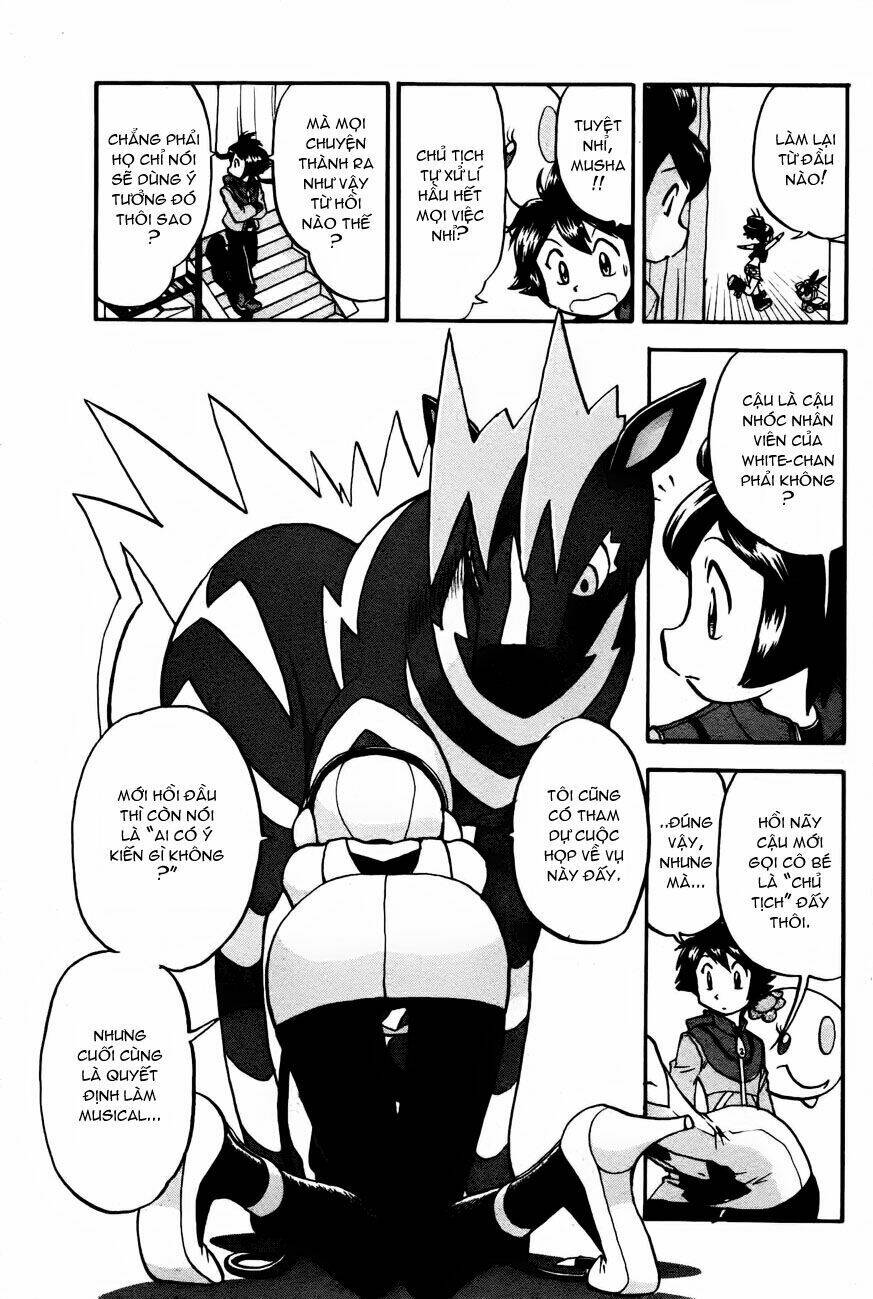 LÀM LẠI
TỪ ĐẦU
NÀO!
TUYỆT
NHỈ,
MUSHA
!!
CHỦ TỊCH
TỰ XỬ LÍ
HẦU HẾT
MỌI VIỆC
NHỈ?
MÀ MỌI
CHUYỆN
THÀNH RA
NHƯ VẬY
TỪ HỒI
NÀO THẾ
?
CHẲNG PHẢI
HỌ CHỈ NÓI
SẼ DÙNG Ý
TƯỞNG ĐÓ
THÔI SAO
?
CẬU LÀ CẬU
NHÓC NHÂN
VIÊN CỦA
WHITE-CHAN
PHẢI KHÔNG
?
HỒI NÃY
CẬU MỚI
GỌI CÔ BÉ
LÀ "CHỦ
TỊCH" ĐẤY
THÔI.
..ĐÚNG
VẬY,
NHƯNG
MÀ...
TÔI CŨNG
CÓ THAM
DỰ CUỘC
HỌP VỀ VỤ
NÀY ĐẤY.
MỚI HỒI ĐẦU
THÌ CÒN NÓI
LÀ "AI CÓ Ý
KIẾN GÌ KHÔNG
?"
NHƯNG
CUỐI CÙNG
LÀ QUYẾT
ĐỊNH LÀM
MUSICAL...